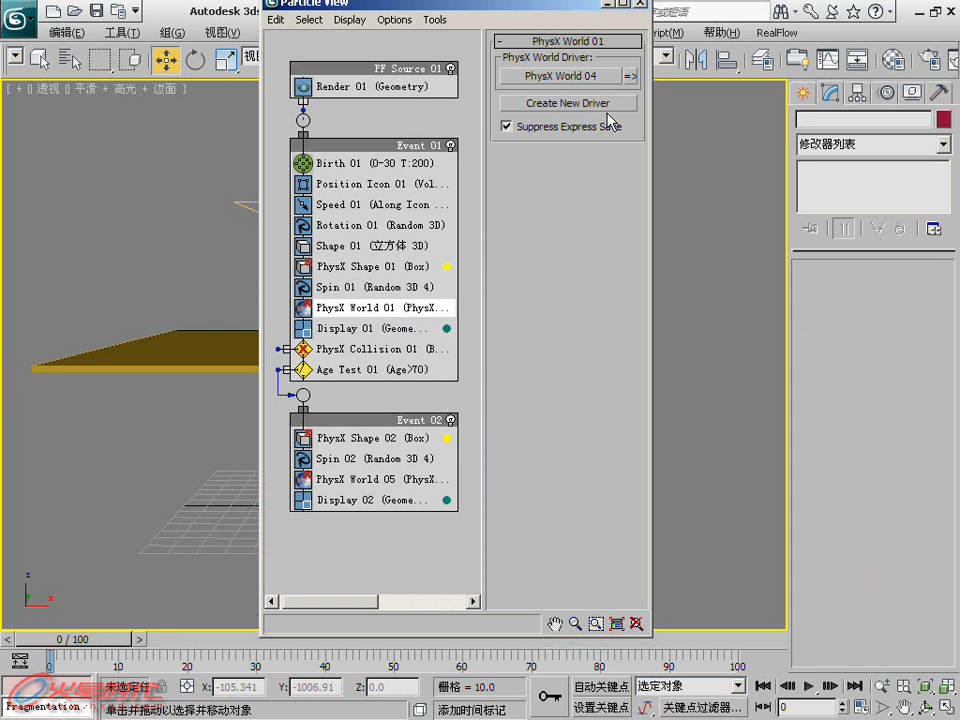 Particle View
Autodesk 3ds
Edit Select Display Options Tools
编辑(E) 工具(T) 组(G) 视图(V)
帮助(H) RealFlow
[ + 0 透视 ] 平滑 + 高光 + 边面 ]
PF Source 01
Render 01 (Geometry)
Event 01
Birth 01 (0-30 T:200)
Position Icon 01 (Vol...
Speed 01 (Along Icon ...
Rotation 01 (Random 3D)
Shape 01 (立方体 3D)
PhysX Shape 01 (Box)
Spin 01 (Random 3D 4)
PhysX World 01 (PhysX...
Display 01 (Geome...
PhysX Collision 01 (B...
Age Test 01 (Age>70)
Event 02
PhysX Shape 02 (Box)
Spin 02 (Random 3D 4)
PhysX World 05 (PhysX...
Display 02 (Geome...
- PhysX World 01
PhysX World Driver:
PhysX World 04 =>
Create New Driver
Suppress Express Save
修改器列表
z
x
< 0 / 100 >
0 10 20 30 40 50 60 70 80 90 100
未选定任 X: -105.341 Y: -1006.91 Z: 0.0 栅格 = 10.0 自动关键点 选定对象
Fragmentation 单击并拖动以选择并移动对象 添加时间标记 设置关键点 关键点过滤器... 0